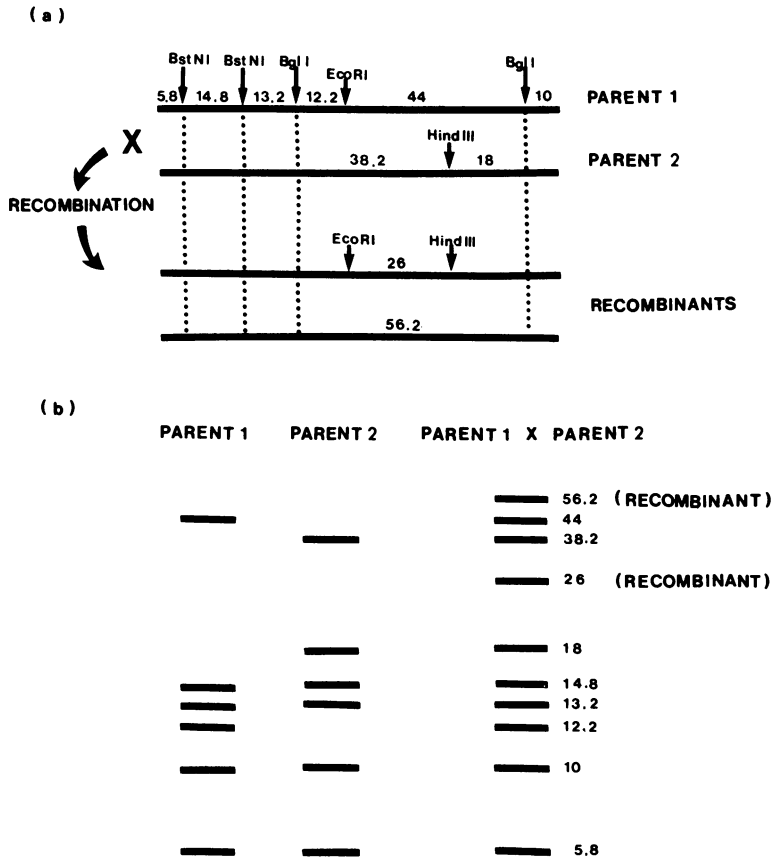 (a)
BstNI BstNI BglI EcoRI BglI
5.8 14.8 13.2 12.2 44 10 PARENT 1
X
HindIII
38.2 18 PARENT 2
RECOMBINATION
EcoRI HindIII
26
RECOMBINANTS
56.2
(b)
PARENT 1 PARENT 2 PARENT 1 X PARENT 2
56.2 (RECOMBINANT)
44
38.2
26 (RECOMBINANT)
18
14.8
13.2
12.2
10
5.8